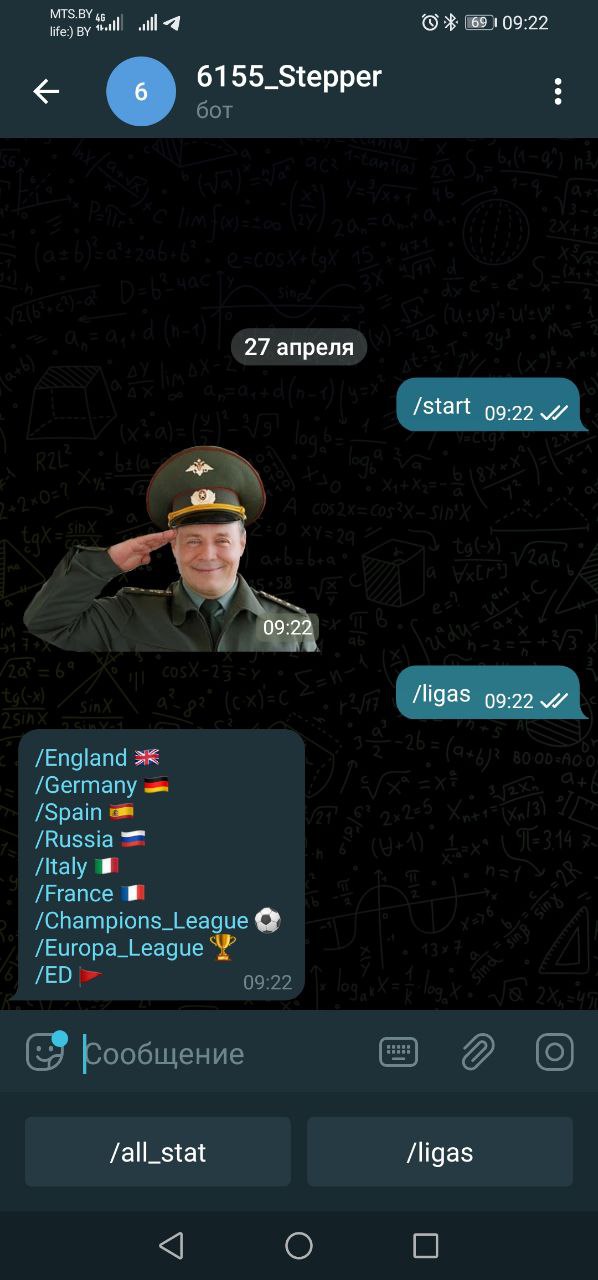 MTS.BY
life:) BY
4G
69
09:22
6
6155_Stepper
бот
27 апреля
/start 09:22
09:22
/ligas 09:22
/England
/Germany
/Spain
/Russia
/Italy
/France
/Champions_League
/Europa_League
/ED
09:22
Сообщение
/all_stat
/ligas